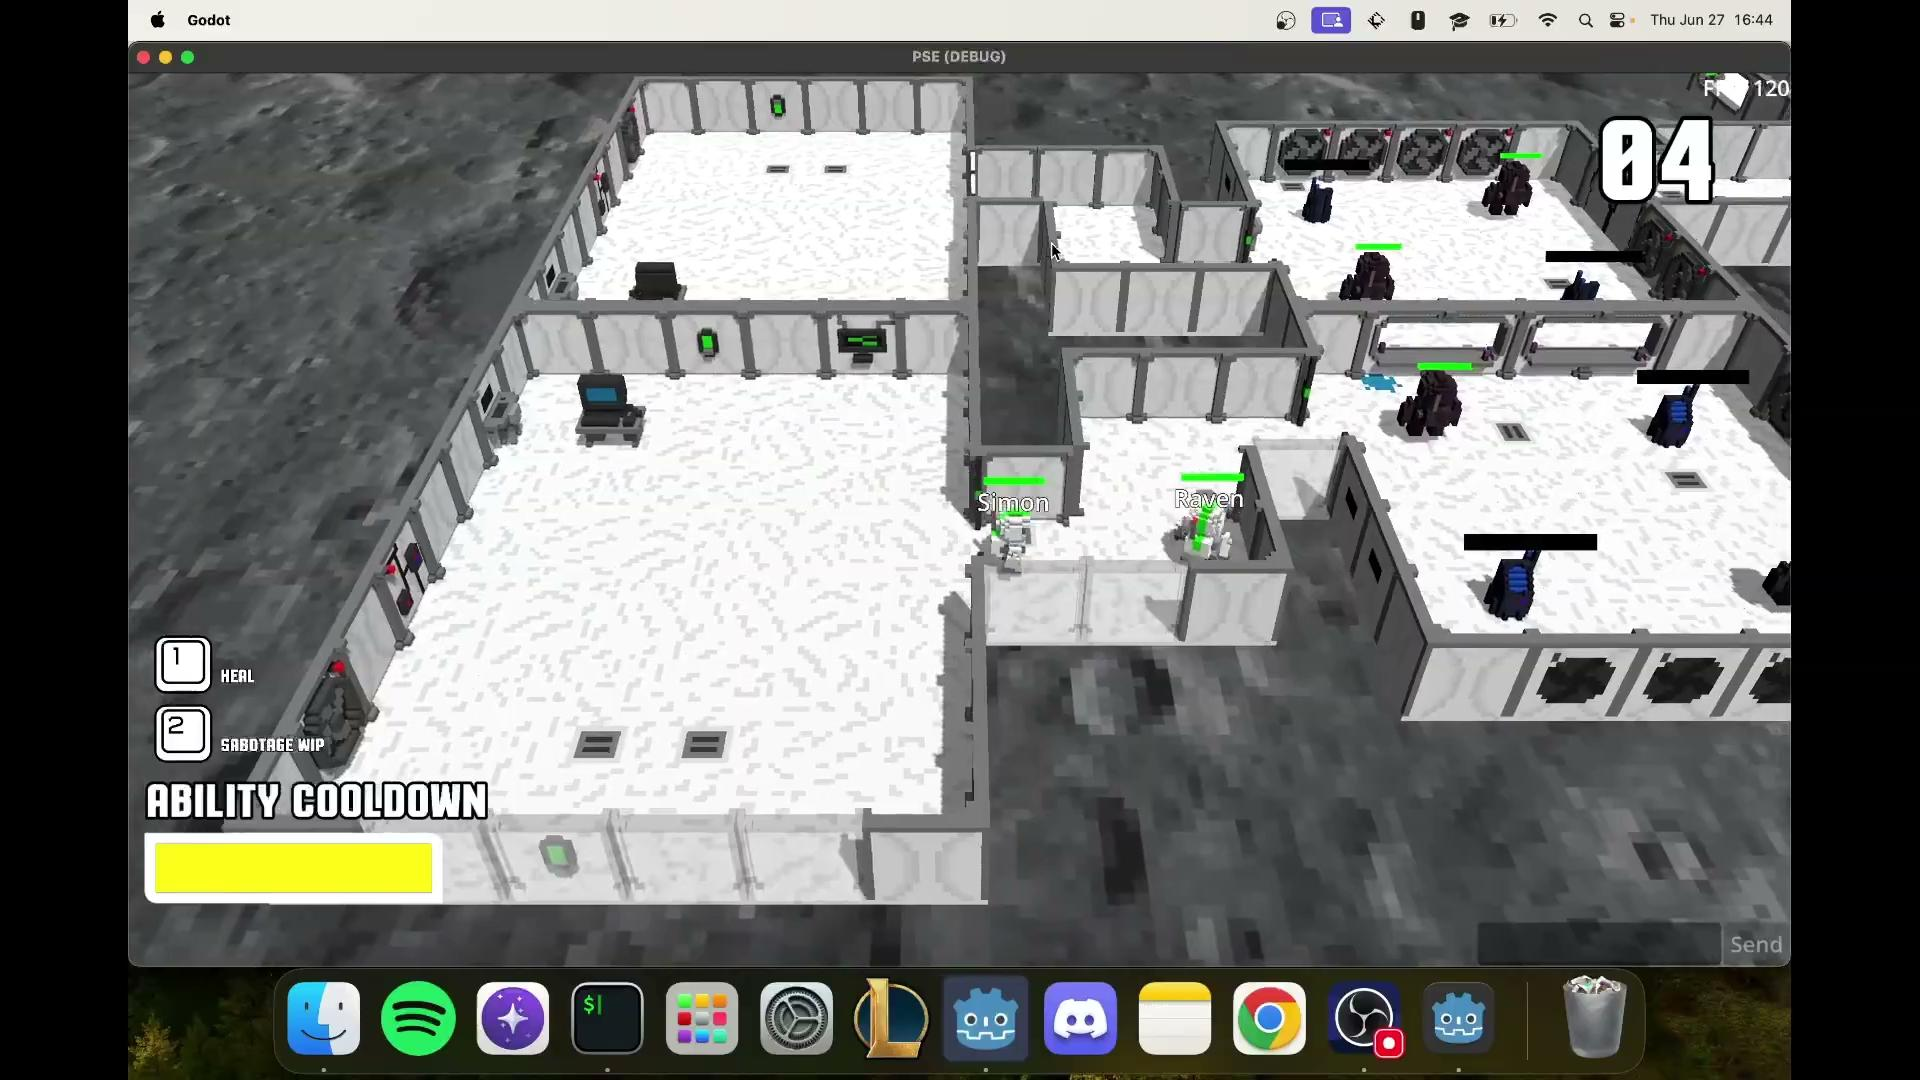 Godot
Thu Jun 27 16:44
PSE (DEBUG)
120
04
Simon
Raven
1 HEAL
2 SABOTAGE WIP
ABILITY COOLDOWN
Send
$